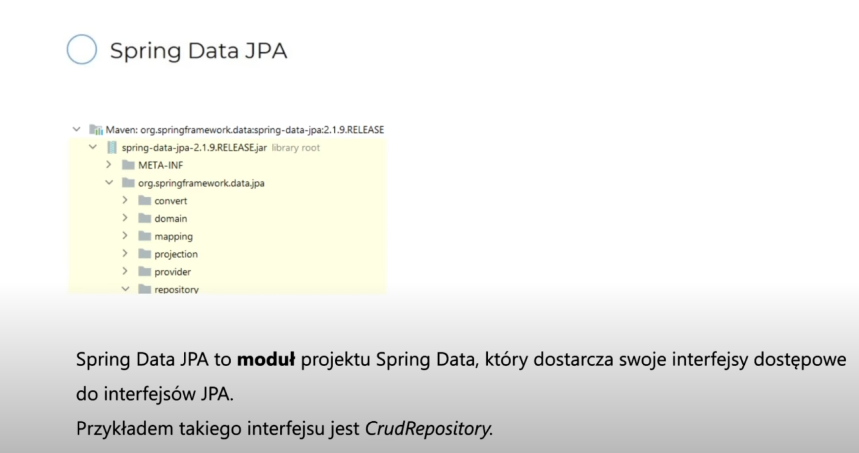 Spring Data JPA
Maven: org.springframework.data:spring-data-jpa:2.1.9.RELEASE
spring-data-jpa-2.1.9.RELEASE.jar library root
META-INF
org.springframework.data.jpa
convert
domain
mapping
projection
provider
repository
Spring Data JPA to moduł projektu Spring Data, który dostarcza swoje interfejsy dostępowe
do interfejsów JPA.
Przykładem takiego interfejsu jest CrudRepository.